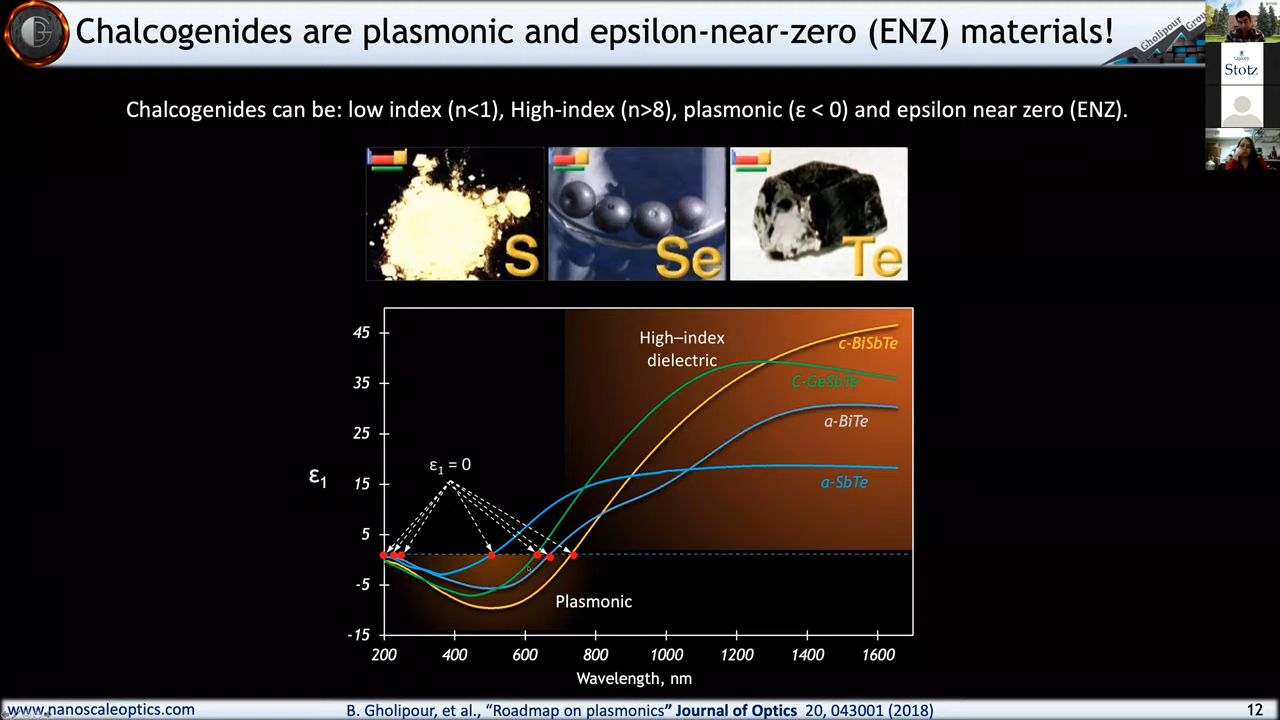 Chalcogenides are plasmonic and epsilon-near-zero (ENZ) materials!
Gholipour Group
Stotz
Chalcogenides can be: low index (n<1), High-index (n>8), plasmonic (ε < 0) and epsilon near zero (ENZ).
S
Se
Te
High–index
dielectric
c-BiSbTe
C-GeSbTe
a-BiTe
a-SbTe
ε₁ = 0
Plasmonic
ε₁
45
35
25
15
5
-5
-15
200 400 600 800 1000 1200 1400 1600
Wavelength, nm
www.nanoscaleoptics.com
B. Gholipour, et al., “Roadmap on plasmonics” Journal of Optics 20, 043001 (2018)
12